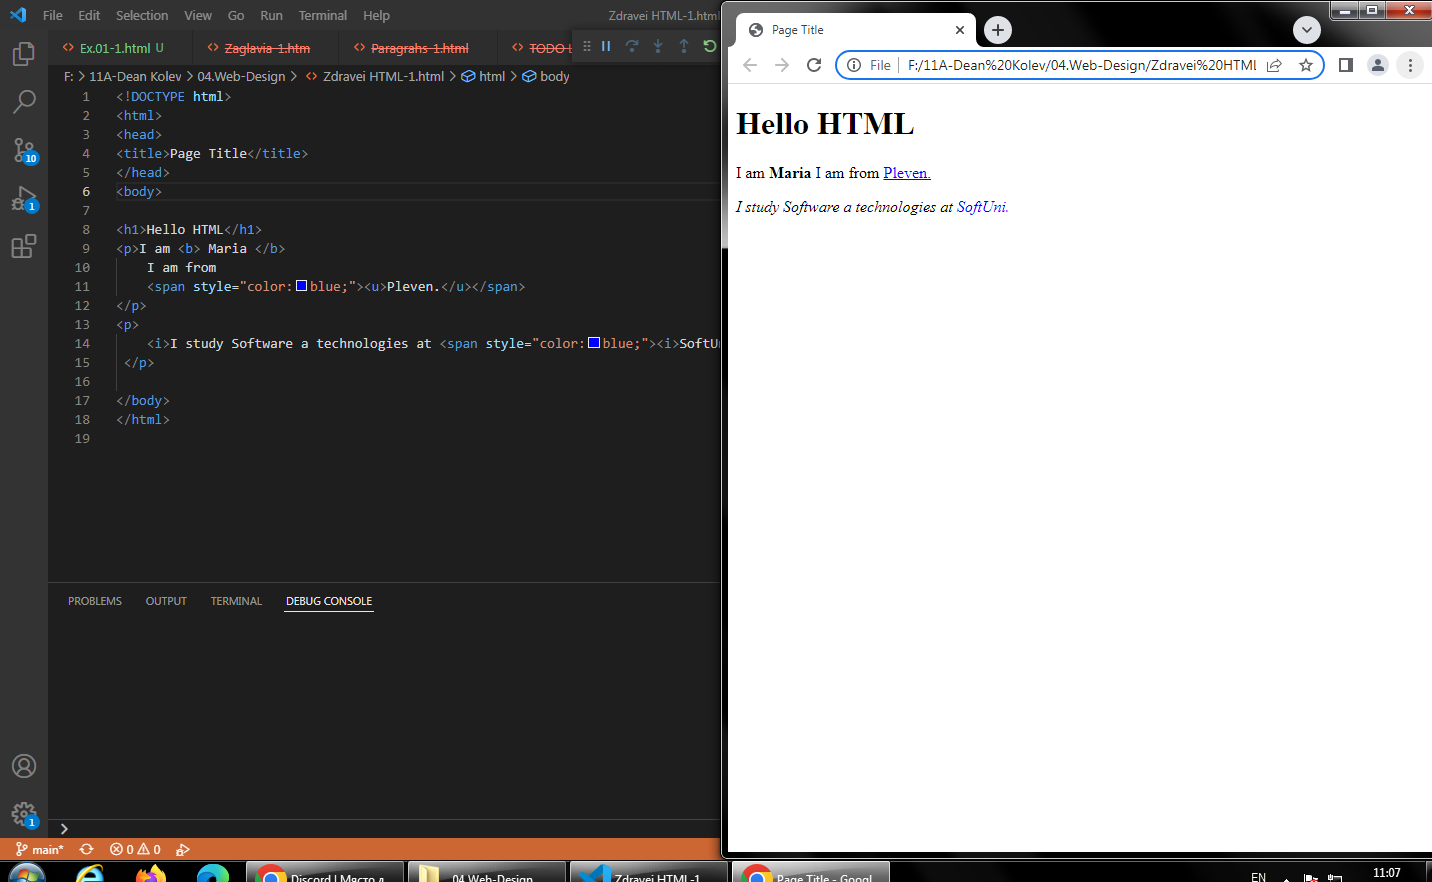 File Edit Selection View Go Run Terminal Help Zdravei HTML-1.html
Ex.01-1.html U Zaglavia-1.htm Paragrahs-1.html TODO
F: > 11A-Dean Kolev > 04.Web-Design > Zdravei HTML-1.html > html > body
1 <!DOCTYPE html>
2 <html>
3 <head>
4 <title>Page Title</title>
5 </head>
6 <body>
7
8 <h1>Hello HTML</h1>
9 <p>I am <b> Maria </b>
10 I am from
11 <span style="color:blue;"><u>Pleven.</u></span>
12 </p>
13 <p>
14 <i>I study Software a technologies at <span style="color:blue;"><i>SoftU
15 </p>
16
17 </body>
18 </html>
19
PROBLEMS OUTPUT TERMINAL DEBUG CONSOLE
10
1
1
main* 0 0
Page Title
File F:/11A-Dean%20Kolev/04.Web-Design/Zdravei%20HTML
Hello HTML
I am Maria I am from Pleven.
I study Software a technologies at SoftUni.
Discord | Място д 04.Web-Design Zdravei HTML-1. Page Title - Googl EN 11:07